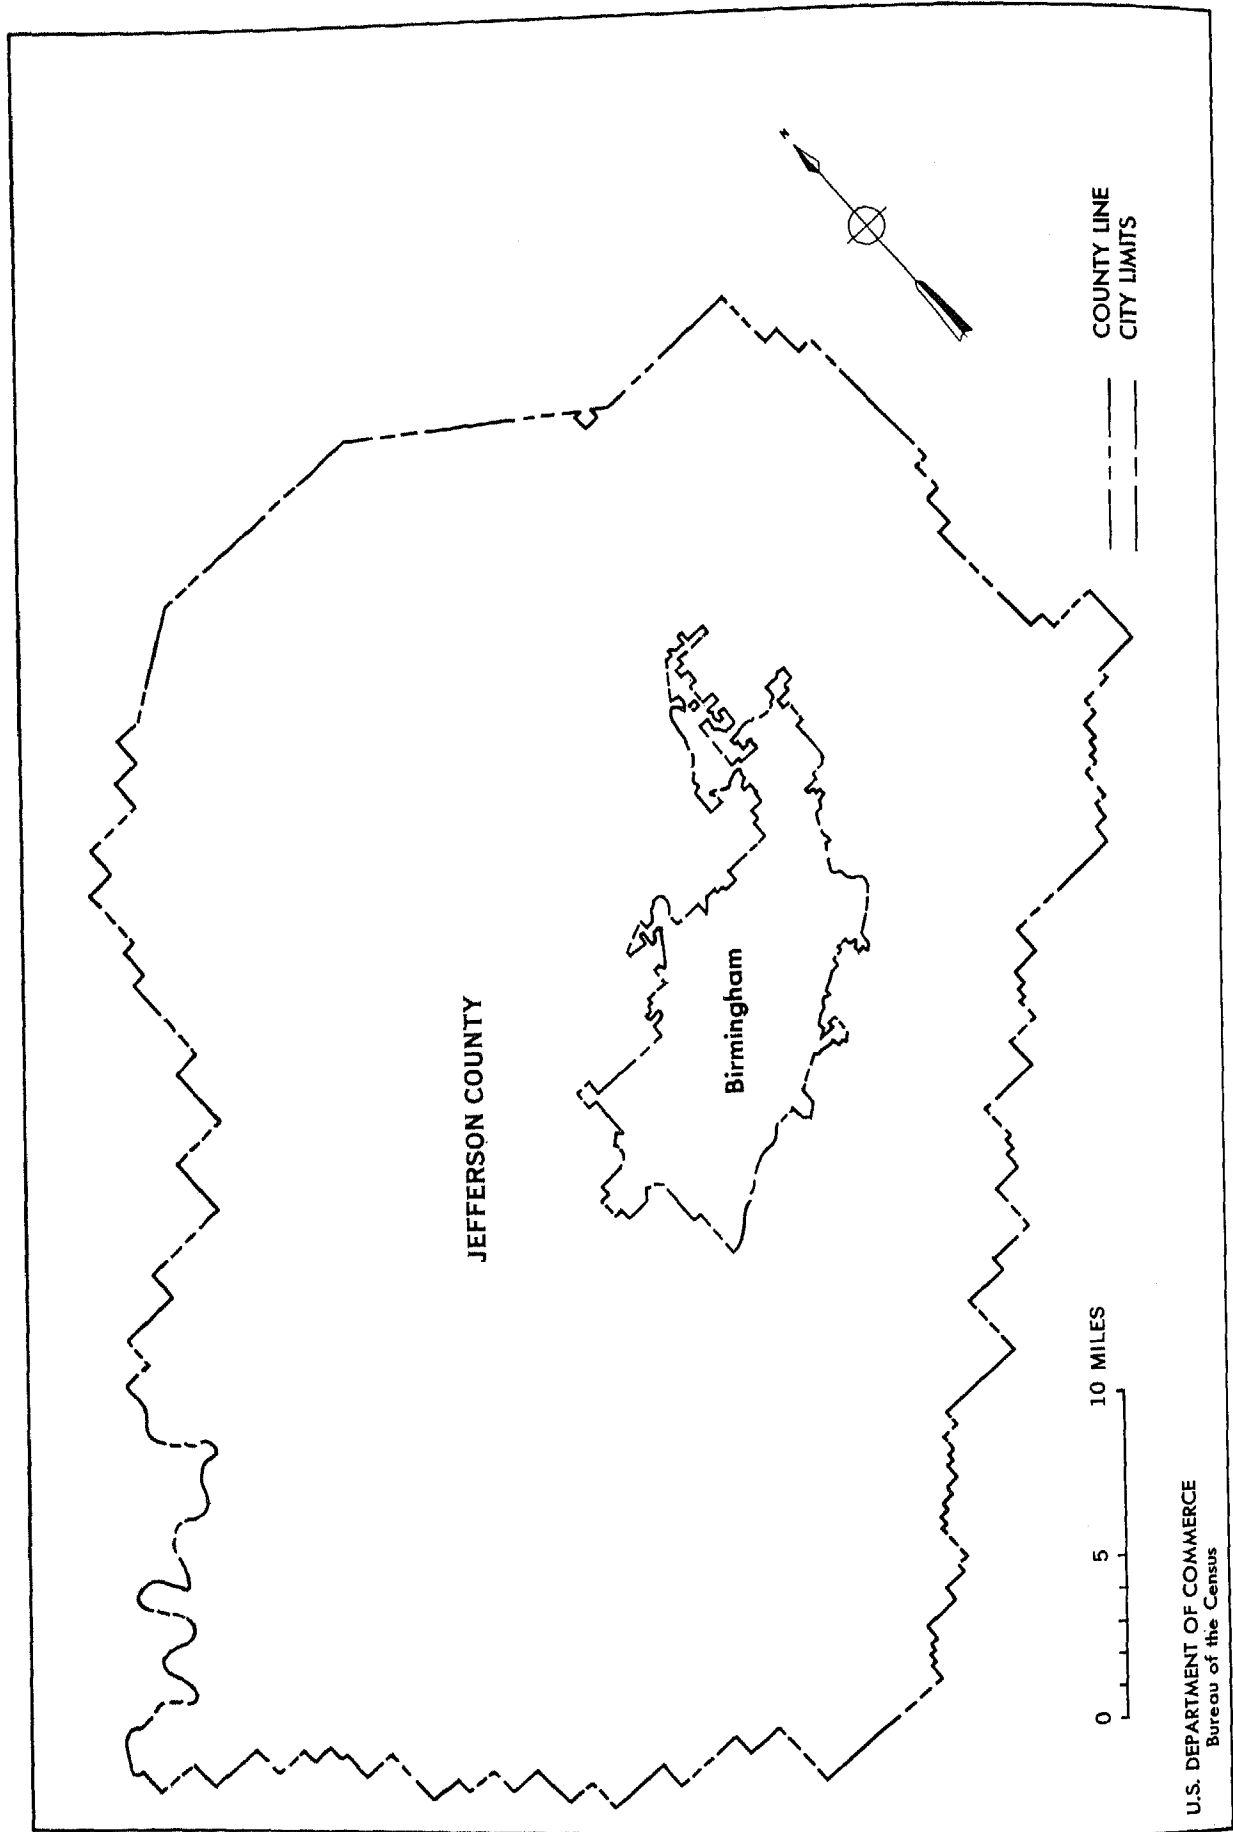 JEFFERSON COUNTY
Birmingham
N
COUNTY LINE
CITY LIMITS
0 5 10 MILES
U.S. DEPARTMENT OF COMMERCE
Bureau of the Census